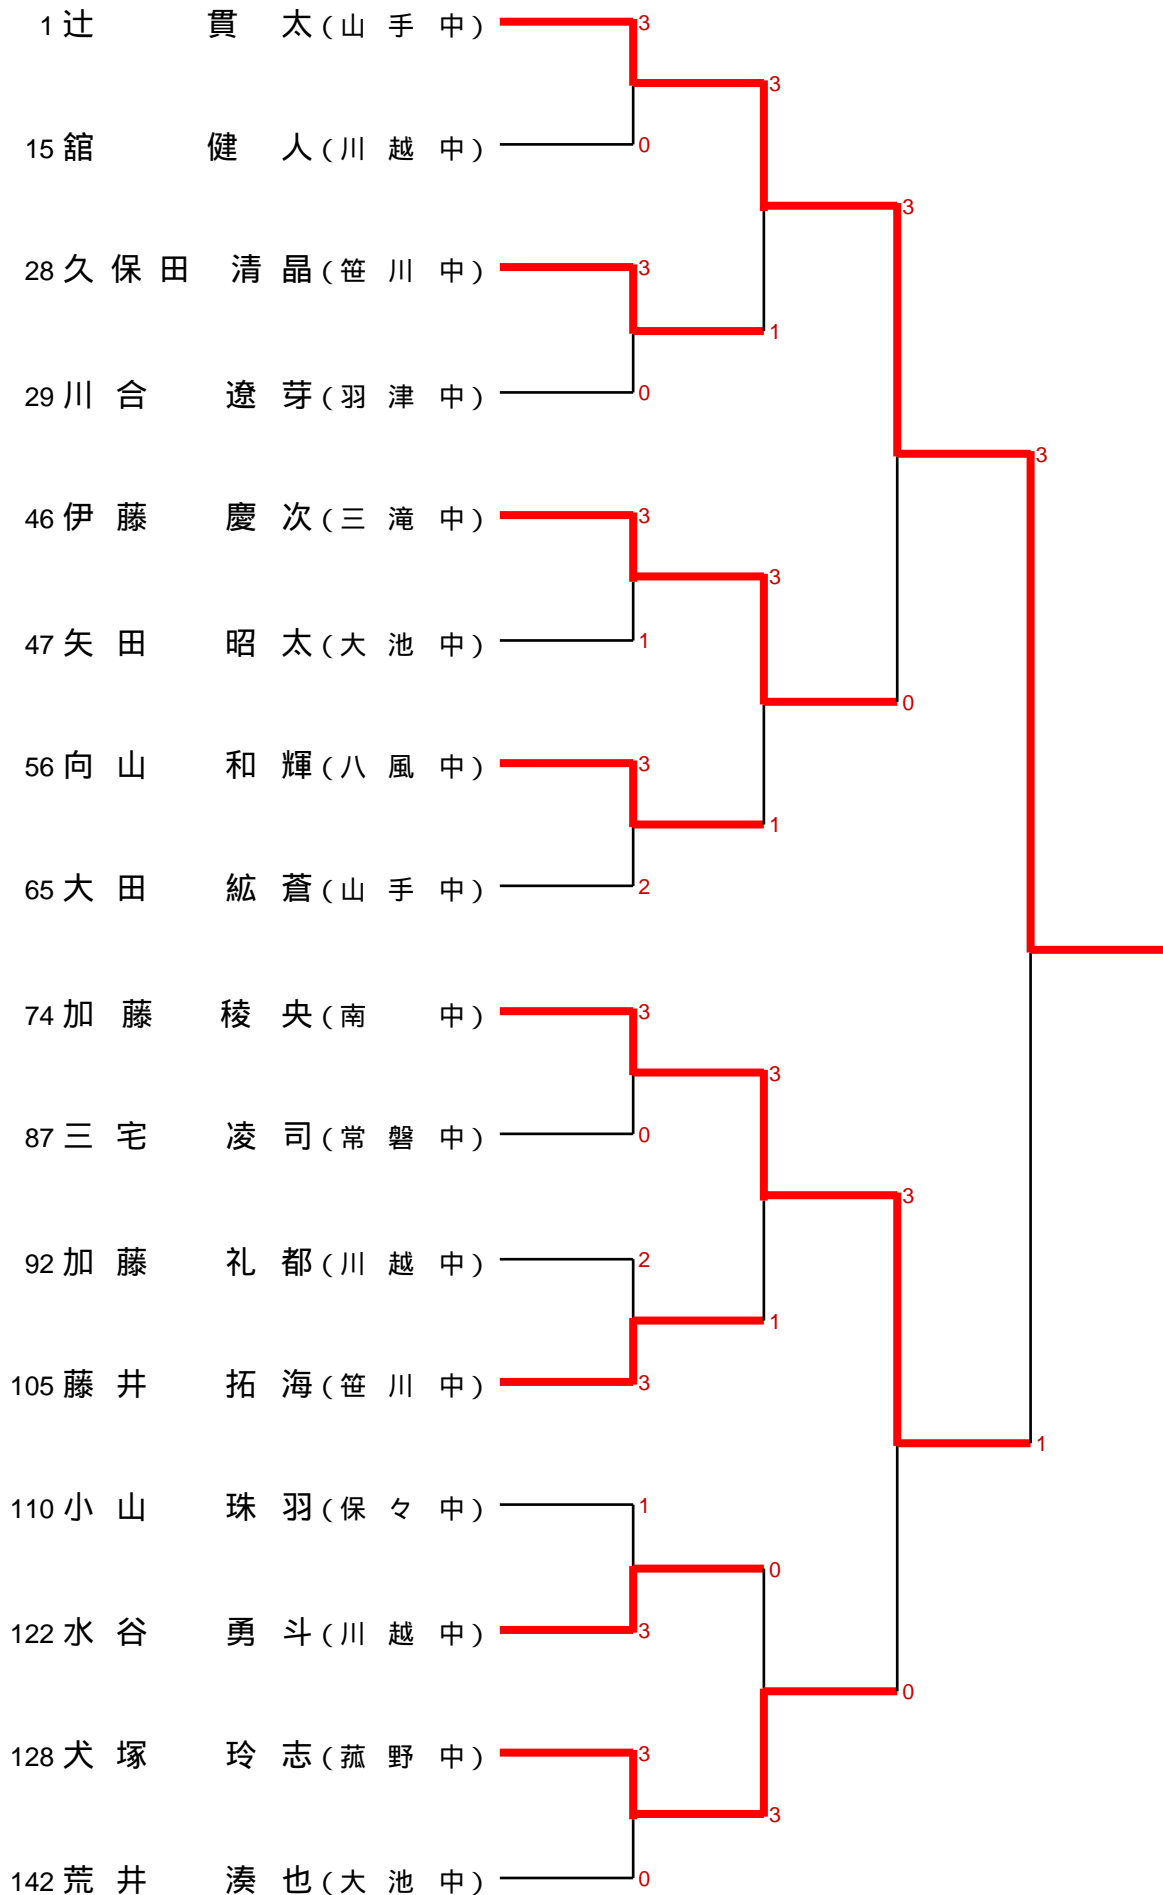 1 辻 貫 太 ( 山 手 中 ) 3
3
15 舘 健 人 ( 川 越 中 ) 0
3
28 久 保 田 清 晶 ( 笹 川 中 ) 3
1
29 川 合 遼 芽 ( 羽 津 中 ) 0
3
46 伊 藤 慶 次 ( 三 滝 中 ) 3
3
47 矢 田 昭 太 ( 大 池 中 ) 1
0
56 向 山 和 輝 ( 八 風 中 ) 3
1
65 大 田 紘 蒼 ( 山 手 中 ) 2
74 加 藤 稜 央 ( 南 中 ) 3
3
87 三 宅 凌 司 ( 常 磐 中 ) 0
3
92 加 藤 礼 都 ( 川 越 中 ) 2
1
105 藤 井 拓 海 ( 笹 川 中 ) 3
1
110 小 山 珠 羽 ( 保 々 中 ) 1
0
122 水 谷 勇 斗 ( 川 越 中 ) 3
0
128 犬 塚 玲 志 ( 菰 野 中 ) 3
3
142 荒 井 湊 也 ( 大 池 中 ) 0